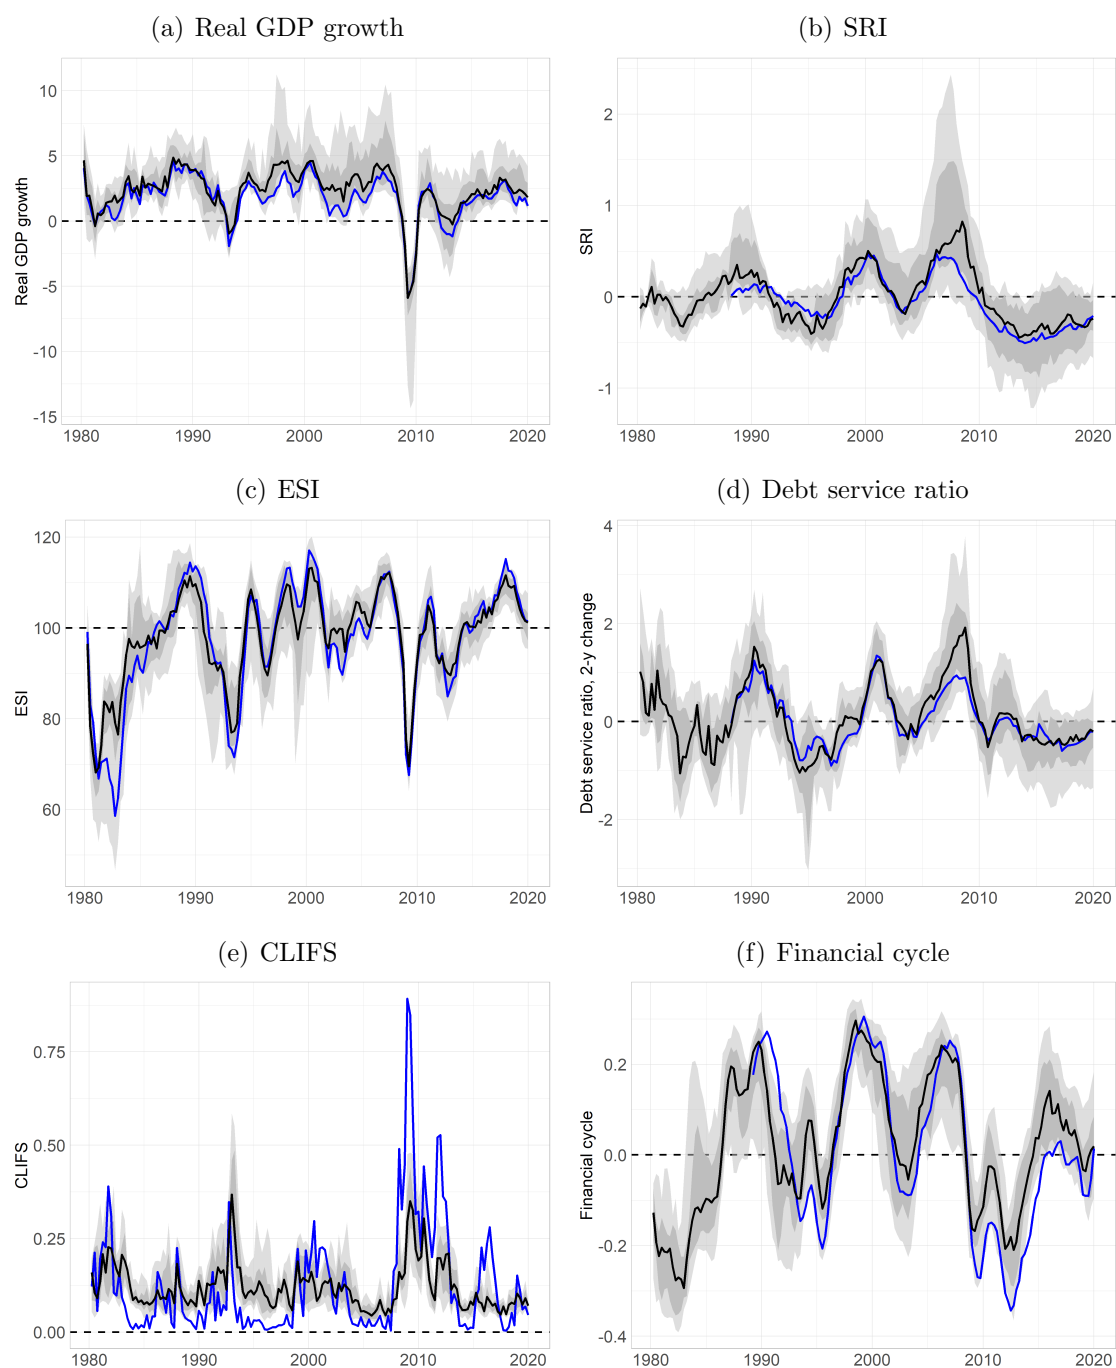 (a) Real GDP growth
(b) SRI
10
5
0
-5
-10
-15
Real GDP growth
1980 1990 2000 2010 2020
2
1
0
-1
SRI
1980 1990 2000 2010 2020
(c) ESI
(d) Debt service ratio
120
100
80
60
ESI
1980 1990 2000 2010 2020
4
2
0
-2
Debt service ratio, 2-y change
1980 1990 2000 2010 2020
(e) CLIFS
(f) Financial cycle
0.75
0.50
0.25
0.00
CLIFS
1980 1990 2000 2010 2020
0.2
0.0
-0.2
-0.4
Financial cycle
1980 1990 2000 2010 2020